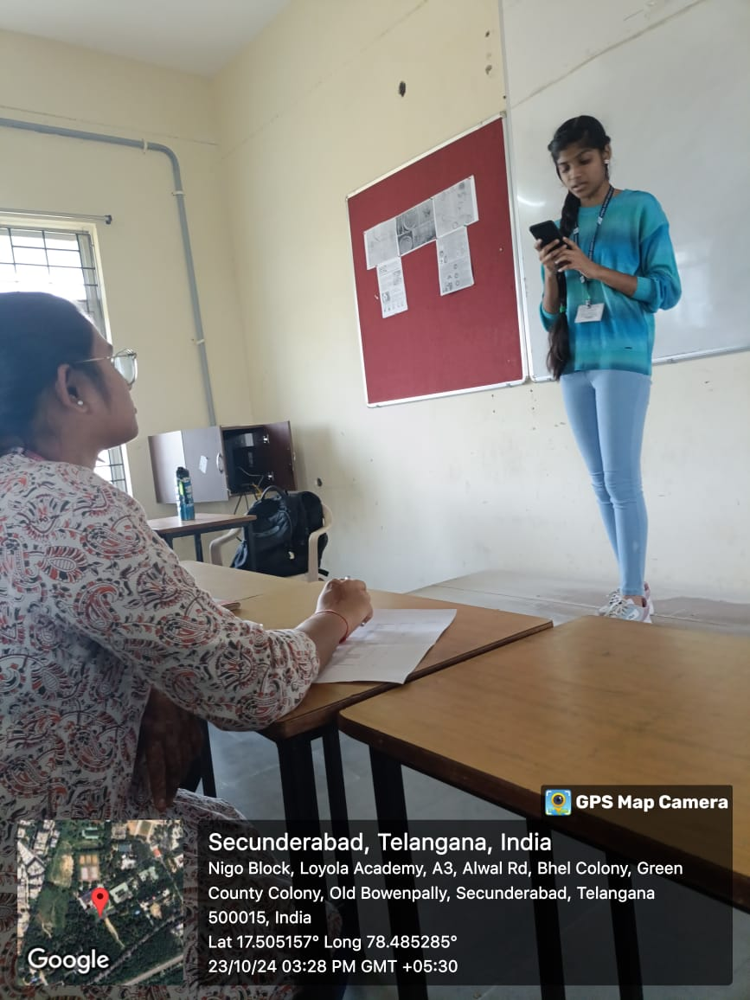 GPS Map Camera
Secunderabad, Telangana, India
Nigo Block, Loyola Academy, A3, Alwal Rd, Bhel Colony, Green
County Colony, Old Bowenpally, Secunderabad, Telangana
500015, India
Lat 17.505157° Long 78.485285°
23/10/24 03:28 PM GMT +05:30
Google